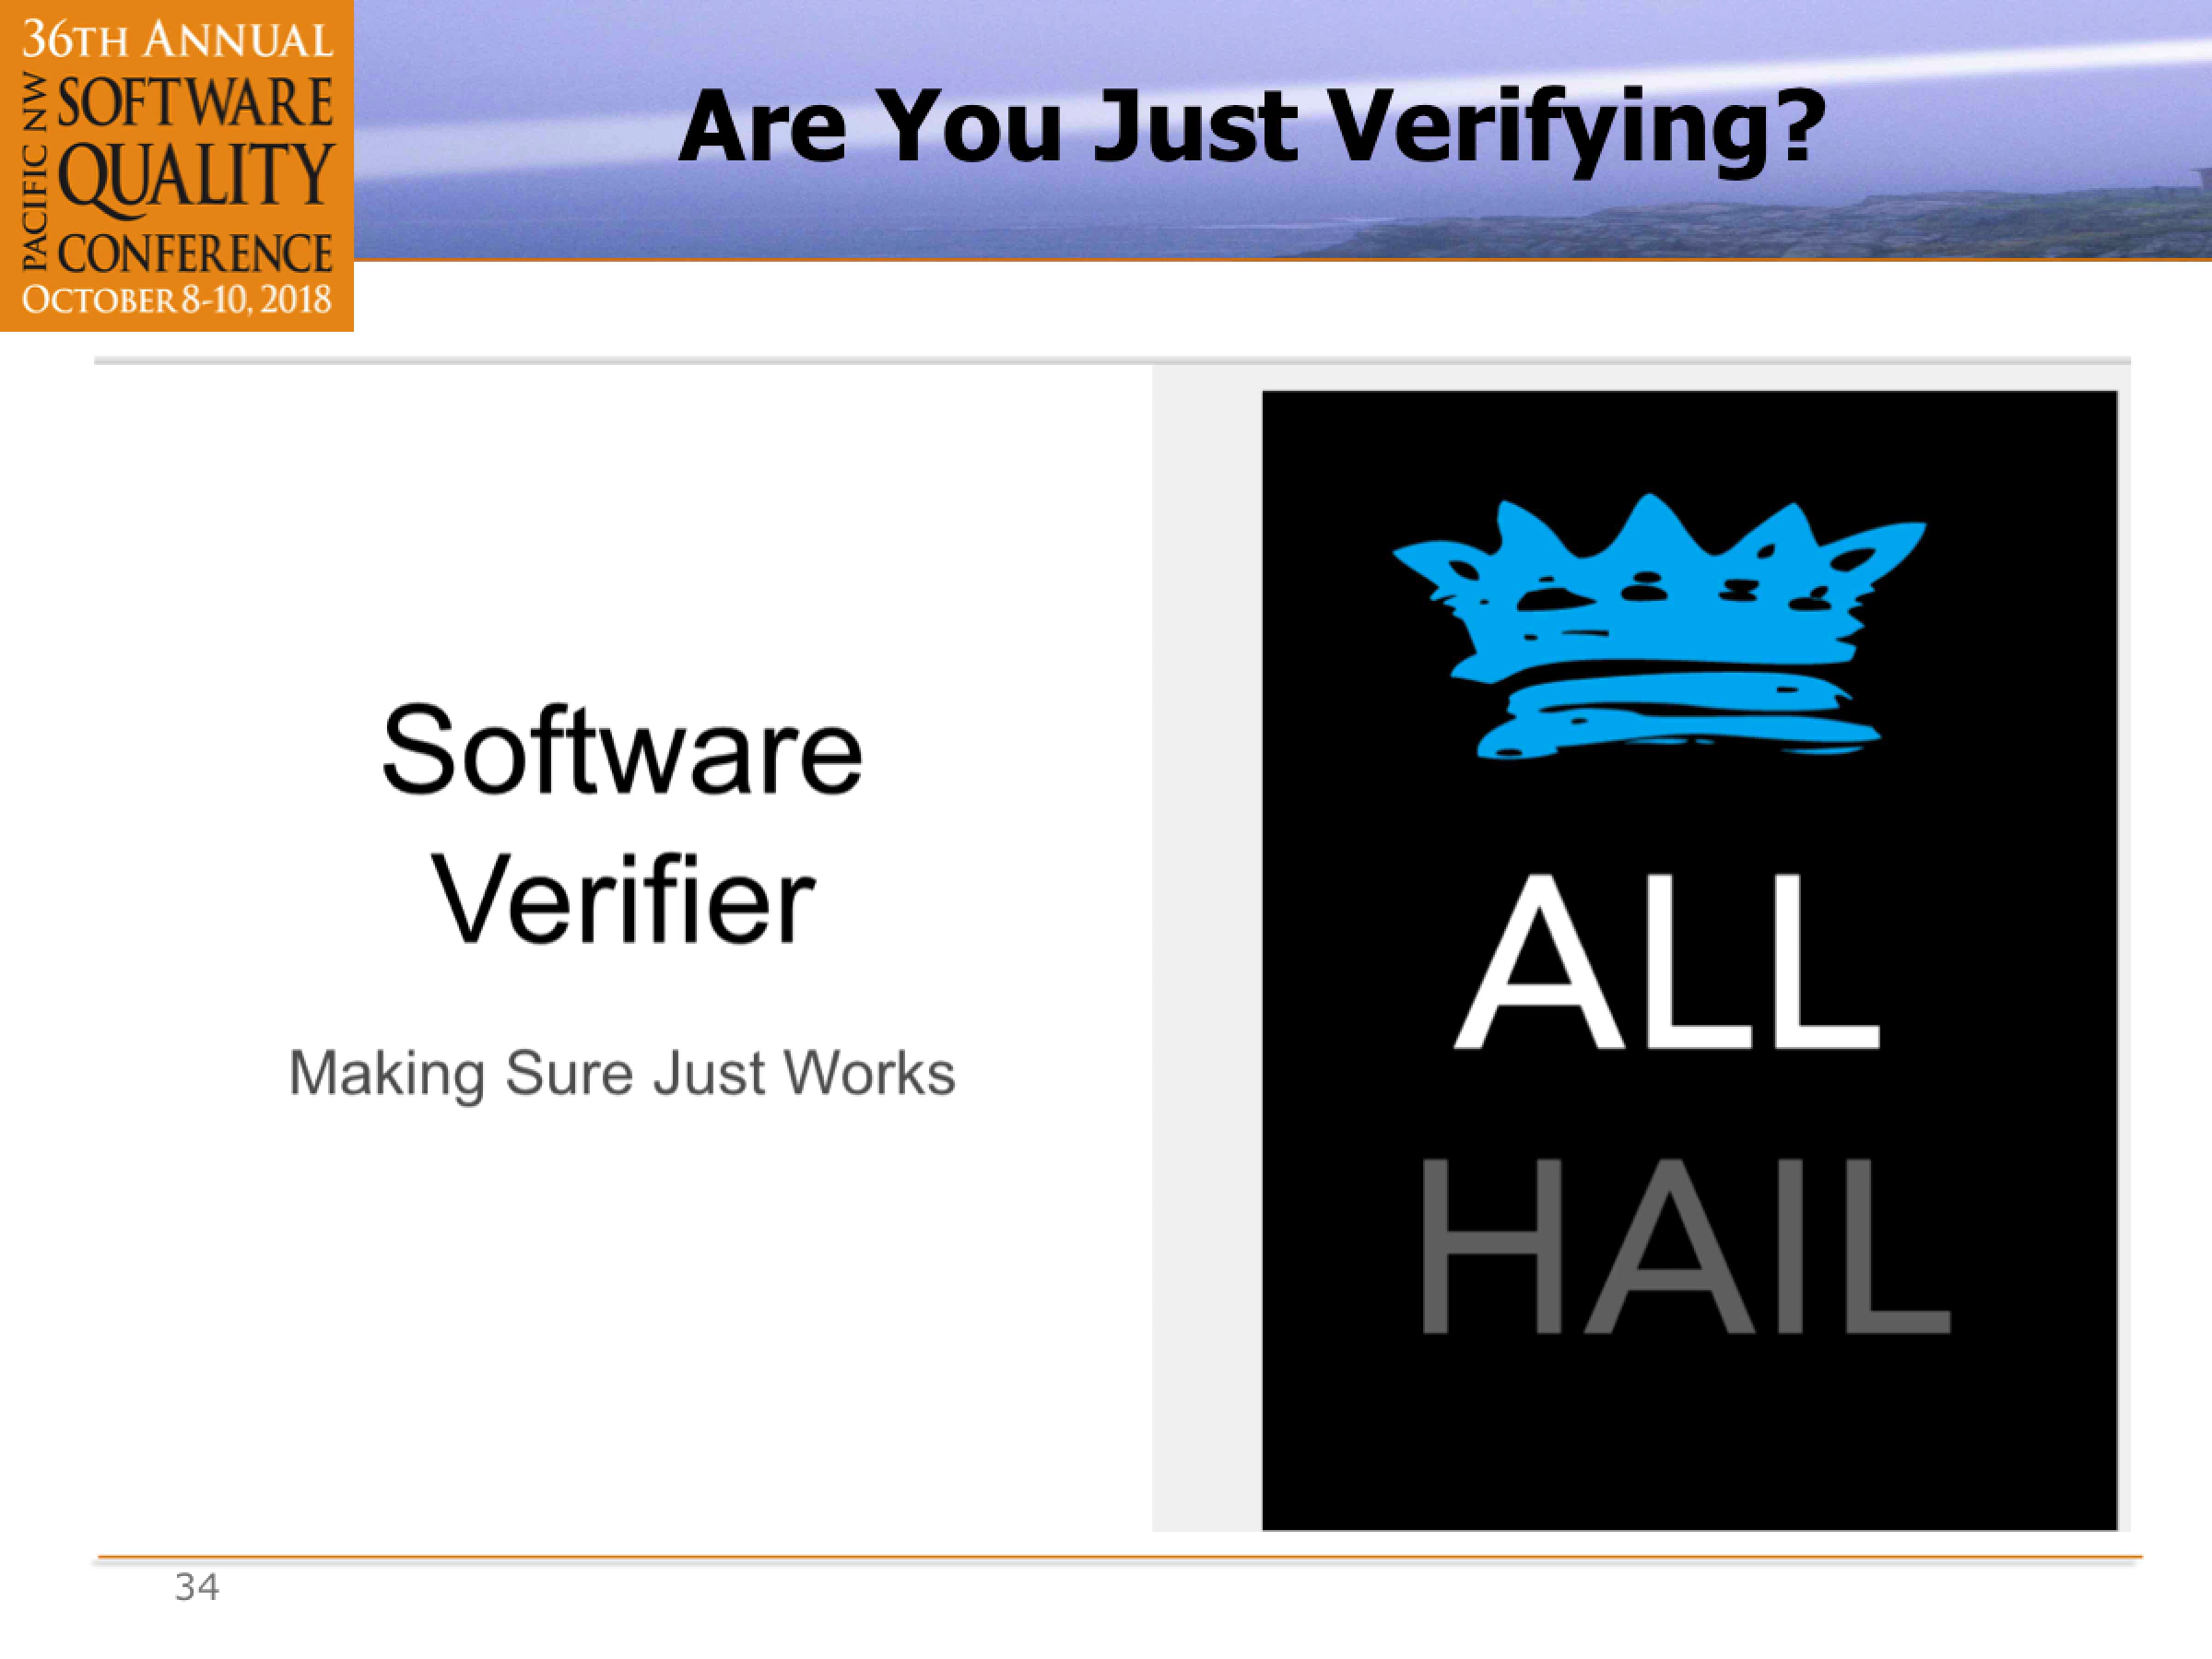 36TH ANNUAL
PACIFIC NW
SOFTWARE
QUALITY
CONFERENCE
OCTOBER 8-10, 2018
Are You Just Verifying?
Software
Verifier
Making Sure Just Works
ALL
HAIL
34